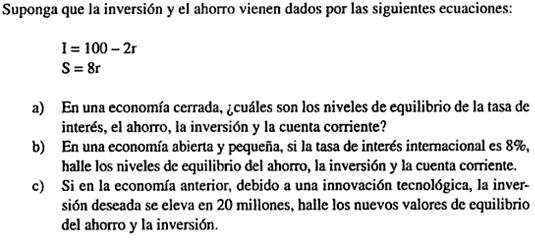 Suponga que la inversión y el ahorro vienen dados por las siguientes ecuaciones:
I = 100 – 2r
S = 8r
a) En una economía cerrada, ¿cuáles son los niveles de equilibrio de la tasa de
interés, el ahorro, la inversión y la cuenta corriente?
b) En una economía abierta y pequeña, si la tasa de interés internacional es 8%,
halle los niveles de equilibrio del ahorro, la inversión y la cuenta corriente.
c) Si en la economía anterior, debido a una innovación tecnológica, la inver-
sión deseada se eleva en 20 millones, halle los nuevos valores de equilibrio
del ahorro y la inversión.